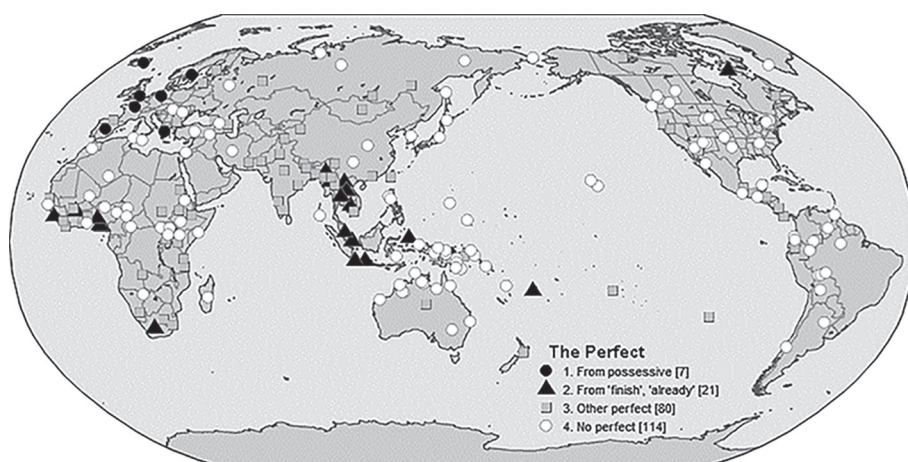 The Perfect
1. From possessive [7]
2. From 'finish', 'already' [21]
3. Other perfect [80]
4. No perfect [114]